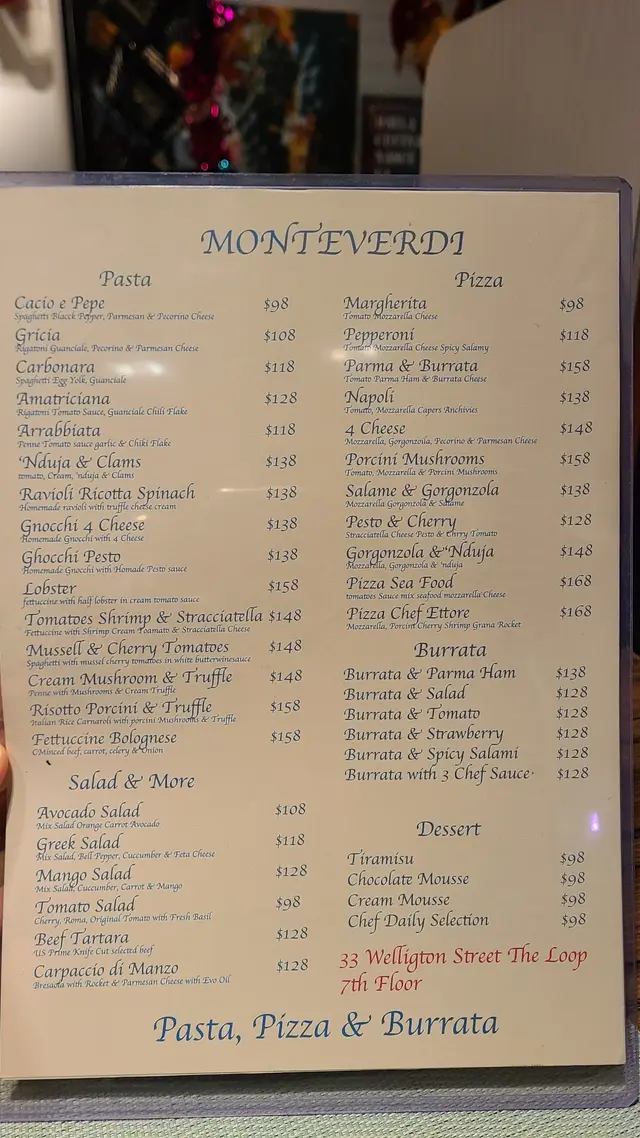 MONTEVERDI
Pasta
Cacio e Pepe $98
Spaghetti Blacck Pepper, Parmesan & Pecorino Cheese
Gricia $108
Rigatoni Guanciale, Pecorino & Parmesan Cheese
Carbonara $118
Spaghetti Egg Yolk, Guanciale
Amatriciana $128
Rigatoni Tomato Sauce, Guanciale Chili Flake
Arrabbiata $118
Penne Tomato sauce garlic & Chiki Flake
'Nduja & Clams $138
tomato, Cream, 'nduja & Clams
Ravioli Ricotta Spinach $138
Homemade ravioli with truffle cheese cream
Gnocchi 4 Cheese $138
Homemade Gnocchi with 4 Cheese
Ghocchi Pesto $138
Homemade Gnocchi with Homade Pesto sauce
Lobster $158
fettuccine with half lobster in cream tomato sauce
Tomatoes Shrimp & Stracciatella $148
Fettuccine with Shrimp Cream Toamato & Stracciatella Cheese
Mussell & Cherry Tomatoes $148
Spaghetti with mussel cherry tomatoes in white butterwinesauce
Cream Mushroom & Truffle $148
Penne with Mushrooms & Cream Truffle
Risotto Porcini & Truffle $158
Italian Rice Carnaroli with porcini Mushrooms & Truffle
Fettuccine Bolognese $158
CMinced beef, carrot, celery & Onion
Salad & More
Avocado Salad $108
Mix Salad Orange Carrot Avocado
Greek Salad $118
Mix Salad, Bell Pepper, Cuccumber & Feta Cheese
Mango Salad $128
Mix Salad, Cuccumber, Carrot & Mango
Tomato Salad $98
Cherry, Roma, Original Tomato with Fresh Basil
Beef Tartara $128
US Prime Knife Cut selected beef
Carpaccio di Manzo $128
Bresaola with Rocket & Parmesan Cheese with Evo Oil
Pizza
Margherita $98
Tomato Mozzarella Cheese
Pepperoni $118
Tomato Mozzarella Cheese Spicy Salamy
Parma & Burrata $158
Tomato Parma Ham & Burrata Cheese
Napoli $138
Tomato, Mozzarella Capers Anchivies
4 Cheese $148
Mozzarella, Gorgonzoila, Pecorino & Parmesan Cheese
Porcini Mushrooms $158
Tomato, Mozzarella & Porcini Mushrooms
Salame & Gorgonzola $138
Mozzarella Gorgonzola & Salame
Pesto & Cherry $128
Stracciatella Cheese Pesto & Cherry Tomato
Gorgonzola &'Nduja $148
Mozzarella, Gorgonzola & 'nduja
Pizza Sea Food $168
tomatoes Sauce mix seafood mozzarella Cheese
Pizza Chef Ettore $168
Mozzarella, Porcini Cherry Shrimp Grana Rocket
Burrata
Burrata & Parma Ham $138
Burrata & Salad $128
Burrata & Tomato $128
Burrata & Strawberry $128
Burrata & Spicy Salami $128
Burrata with 3 Chef Sauce· $128
Dessert
Tiramisu $98
Chocolate Mousse $98
Cream Mousse $98
Chef Daily Selection $98
33 Welligton Street The Loop
7th Floor
Pasta, Pizza & Burrata